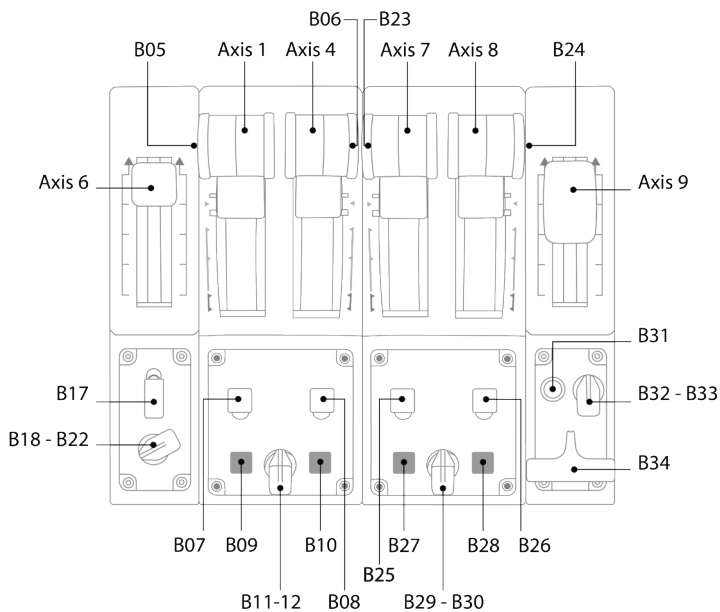 B06 B23
B05 Axis 1 Axis 4 Axis 7 Axis 8 B24
Axis 6 Axis 9
B31
B17 B32 - B33
B18 - B22
B34
B07 B09 B10 B27 B28 B26
B25
B11-12 B08 B29 - B30